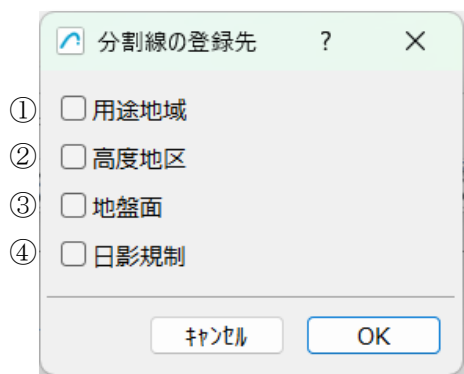 分割線の登録先 ? ×
① 用途地域
② 高度地区
③ 地盤面
④ 日影規制
ｷｬﾝｾﾙ OK